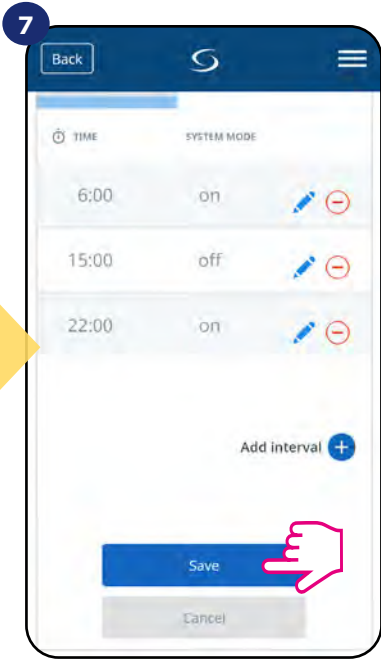 7
Back
TIME SYSTEM MODE
6:00 on
15:00 off
22:00 on
Add interval
Save
Cancel